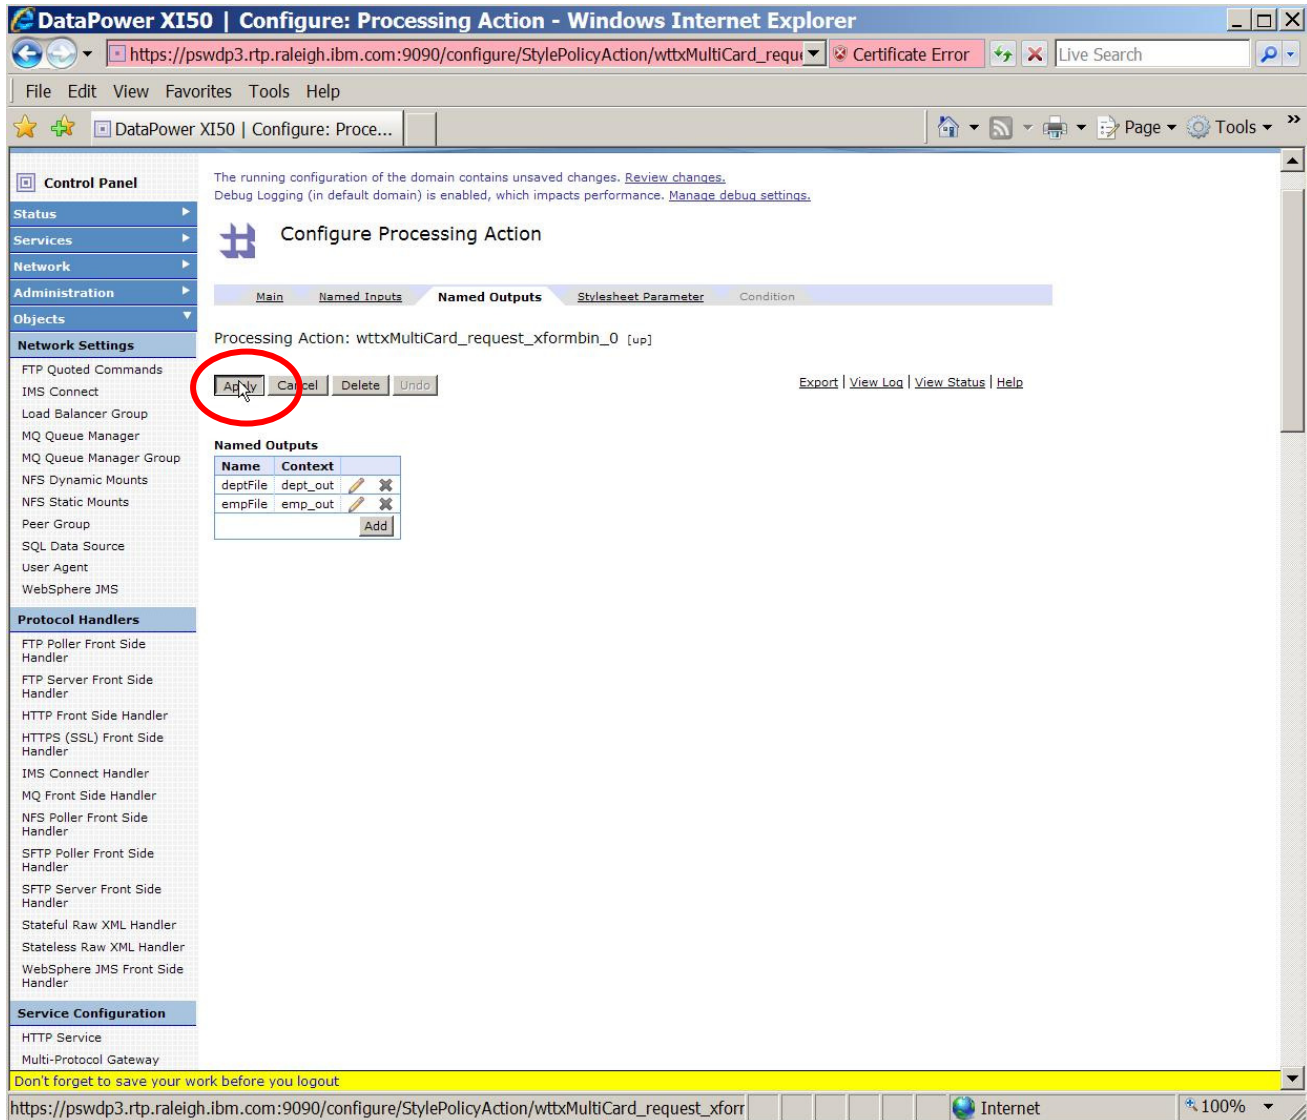 DataPower XI50 | Configure: Processing Action - Windows Internet Explorer
https://pswdp3.rtp.raleigh.ibm.com:9090/configure/StylePolicyAction/wttxMultiCard_reque Certificate Error Live Search
File Edit View Favorites Tools Help
DataPower XI50 | Configure: Proce... Page Tools »
Control Panel
Status
Services
Network
Administration
Objects
Network Settings
FTP Quoted Commands
IMS Connect
Load Balancer Group
MQ Queue Manager
MQ Queue Manager Group
NFS Dynamic Mounts
NFS Static Mounts
Peer Group
SQL Data Source
User Agent
WebSphere JMS
Protocol Handlers
FTP Poller Front Side
Handler
FTP Server Front Side
Handler
HTTP Front Side Handler
HTTPS (SSL) Front Side
Handler
IMS Connect Handler
MQ Front Side Handler
NFS Poller Front Side
Handler
SFTP Poller Front Side
Handler
SFTP Server Front Side
Handler
Stateful Raw XML Handler
Stateless Raw XML Handler
WebSphere JMS Front Side
Handler
Service Configuration
HTTP Service
Multi-Protocol Gateway
The running configuration of the domain contains unsaved changes. Review changes.
Debug Logging (in default domain) is enabled, which impacts performance. Manage debug settings.
Configure Processing Action
Main Named Inputs Named Outputs Stylesheet Parameter Condition
Processing Action: wttxMultiCard_request_xformbin_0 [up]
Apply Cancel Delete Undo Export | View Log | View Status | Help
Named Outputs
Name Context
deptFile dept_out
empFile emp_out
Add
Don't forget to save your work before you logout
https://pswdp3.rtp.raleigh.ibm.com:9090/configure/StylePolicyAction/wttxMultiCard_request_xforr Internet 100%